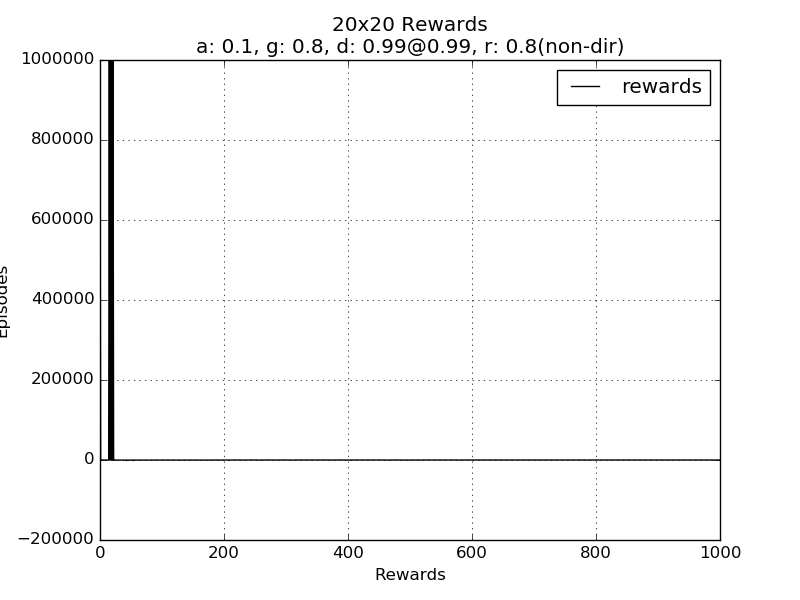 20x20 Rewards
a: 0.1, g: 0.8, d: 0.99@0.99, r: 0.8(non-dir)
rewards
1000000
800000
600000
400000
200000
0
−200000
Episodes
0 200 400 600 800 1000
Rewards